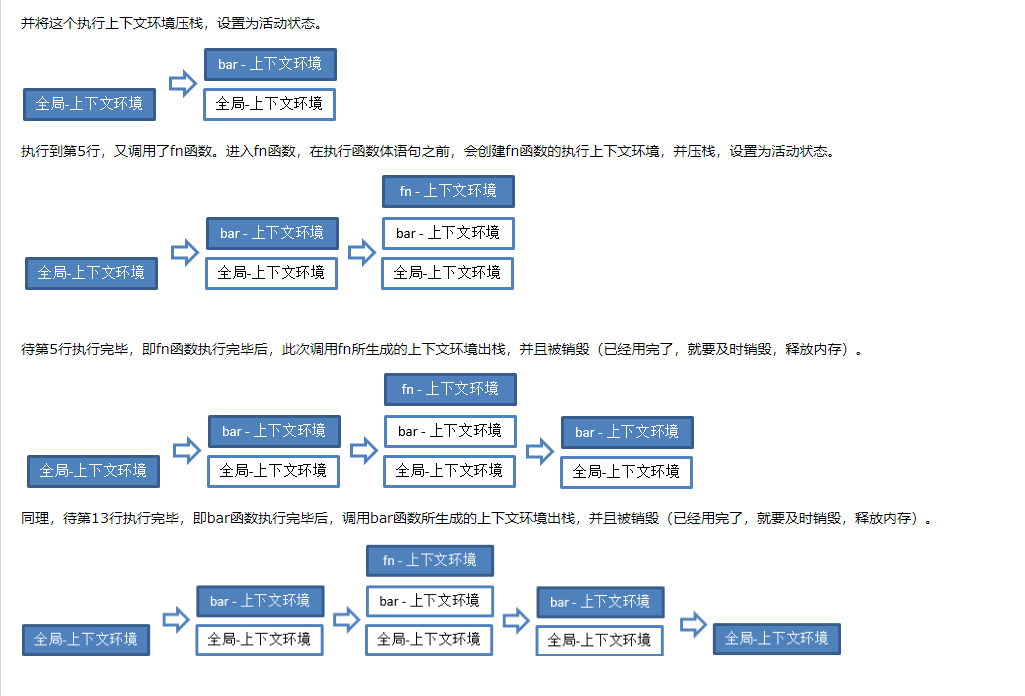 并将这个执行上下文环境压栈，设置为活动状态。
bar - 上下文环境
全局-上下文环境 全局-上下文环境
执行到第5行，又调用了fn函数。进入fn函数，在执行函数体语句之前，会创建fn函数的执行上下文环境，并压栈，设置为活动状态。
fn - 上下文环境
bar - 上下文环境 bar - 上下文环境
全局-上下文环境 全局-上下文环境 全局-上下文环境
待第5行执行完毕，即fn函数执行完毕后，此次调用fn所生成的上下文环境出栈，并且被销毁（已经用完了，就要及时销毁，释放内存）。
fn - 上下文环境
bar - 上下文环境 bar - 上下文环境 bar - 上下文环境
全局-上下文环境 全局-上下文环境 全局-上下文环境 全局-上下文环境
同理，待第13行执行完毕，即bar函数执行完毕后，调用bar函数所生成的上下文环境出栈，并且被销毁（已经用完了，就要及时销毁，释放内存）。
fn - 上下文环境
bar - 上下文环境 bar - 上下文环境 bar - 上下文环境
全局-上下文环境 全局-上下文环境 全局-上下文环境 全局-上下文环境 全局-上下文环境